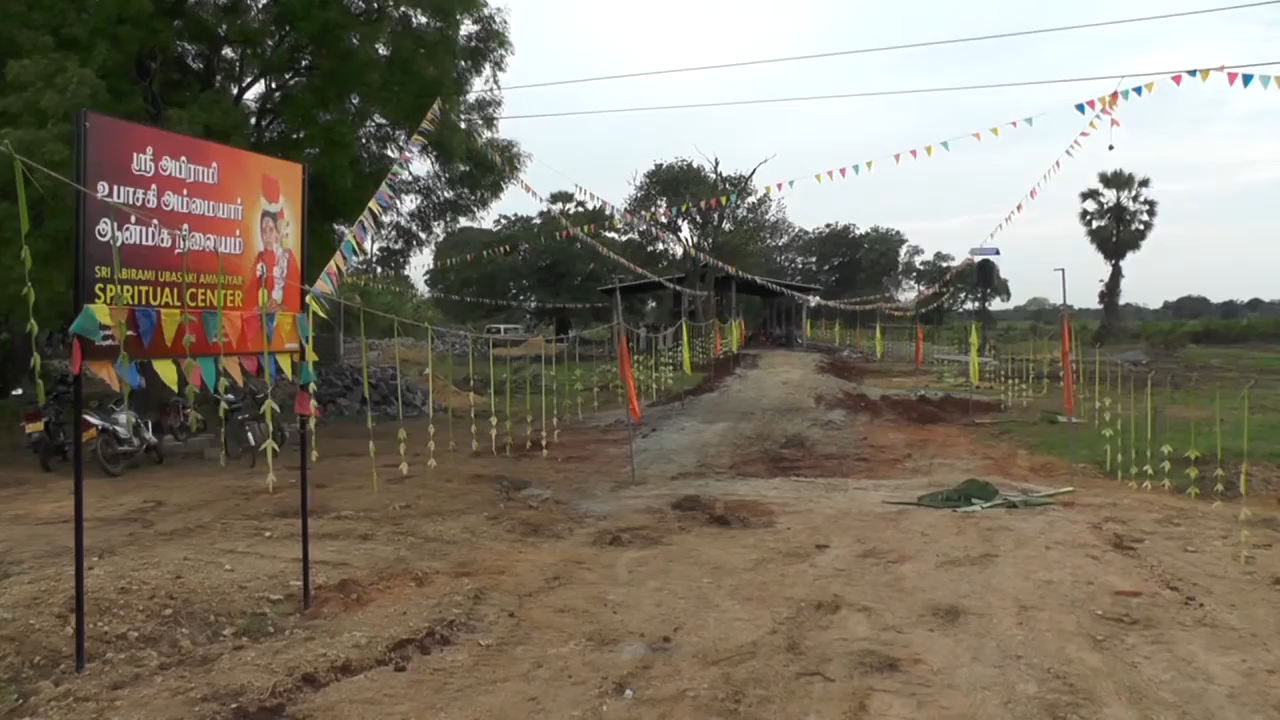 ஸ்ரீ அபிராமி
உபாசகி அம்மையார்
ஆன்மிக நிலையம்
SRI ABIRAMI UBASAKI AMMAIYAR
SPIRITUAL CENTER